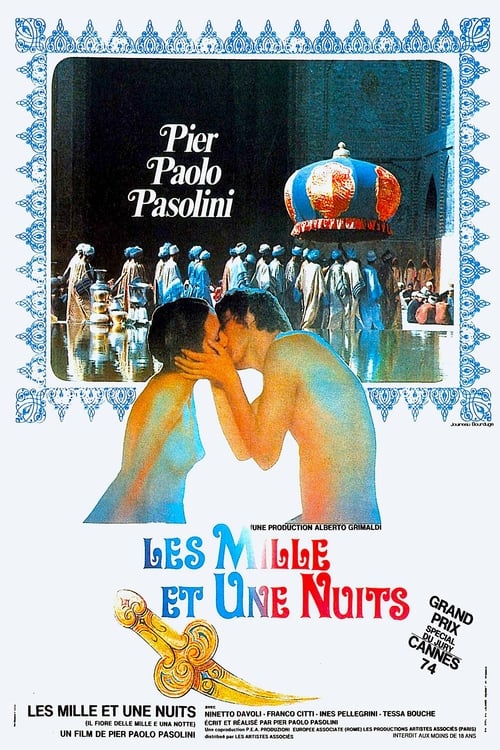 Pier
Paolo
Pasolini
Jouineau Bourduge
UNE PRODUCTION ALBERTO GRIMALDI
LES MILLE
ET UNE NUITS
GRAND
PRIX
SPÉCIAL
DU JURY
CANNES
74
LES MILLE ET UNE NUITS
(IL FIORE DELLE MILLE E UNA NOTTE)
UN FILM DE PIER PAOLO PASOLINI
AVEC
NINETTO DAVOLI - FRANCO CITTI - INES PELLEGRINI - TESSA BOUCHE
ÉCRIT ET RÉALISÉ PAR PIER PAOLO PASOLINI
Une coproduction P.E.A. PRODUZIONI EUROPEE ASSOCIATE (ROME) LES PRODUCTIONS ARTISTES ASSOCIÉS (PARIS)
distribué par LES ARTISTES ASSOCIÉS
INTERDIT AUX MOINS DE 18 ANS